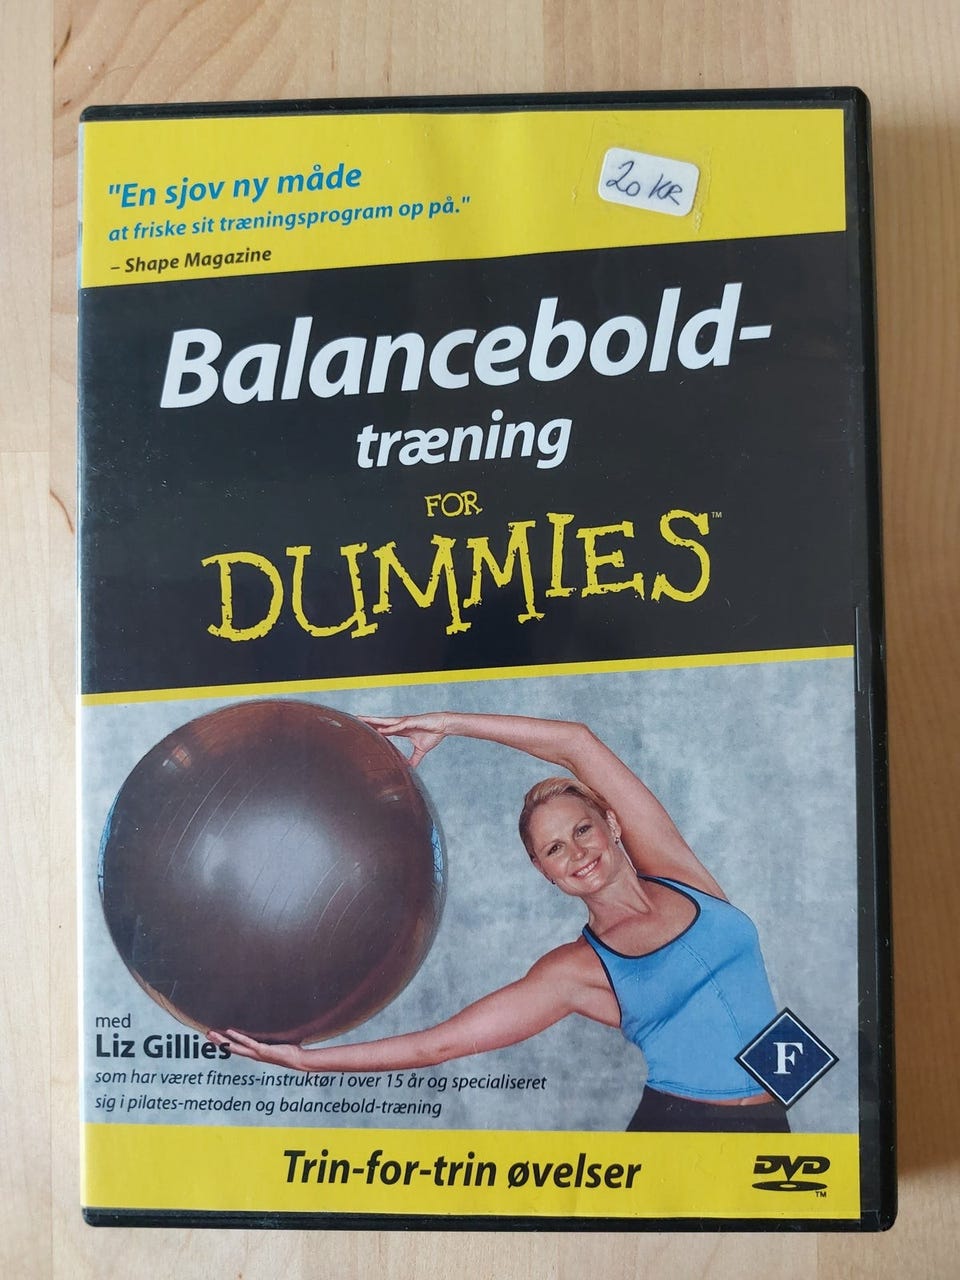 "En sjov ny måde
at friske sit træningsprogram op på."
– Shape Magazine
20 KR
Balancebold-
træning
FOR
DUMMIES™
med
Liz Gillies
som har været fitness-instruktør i over 15 år og specialiseret
sig i pilates-metoden og balancebold-træning
F
Trin-for-trin øvelser
DVD™